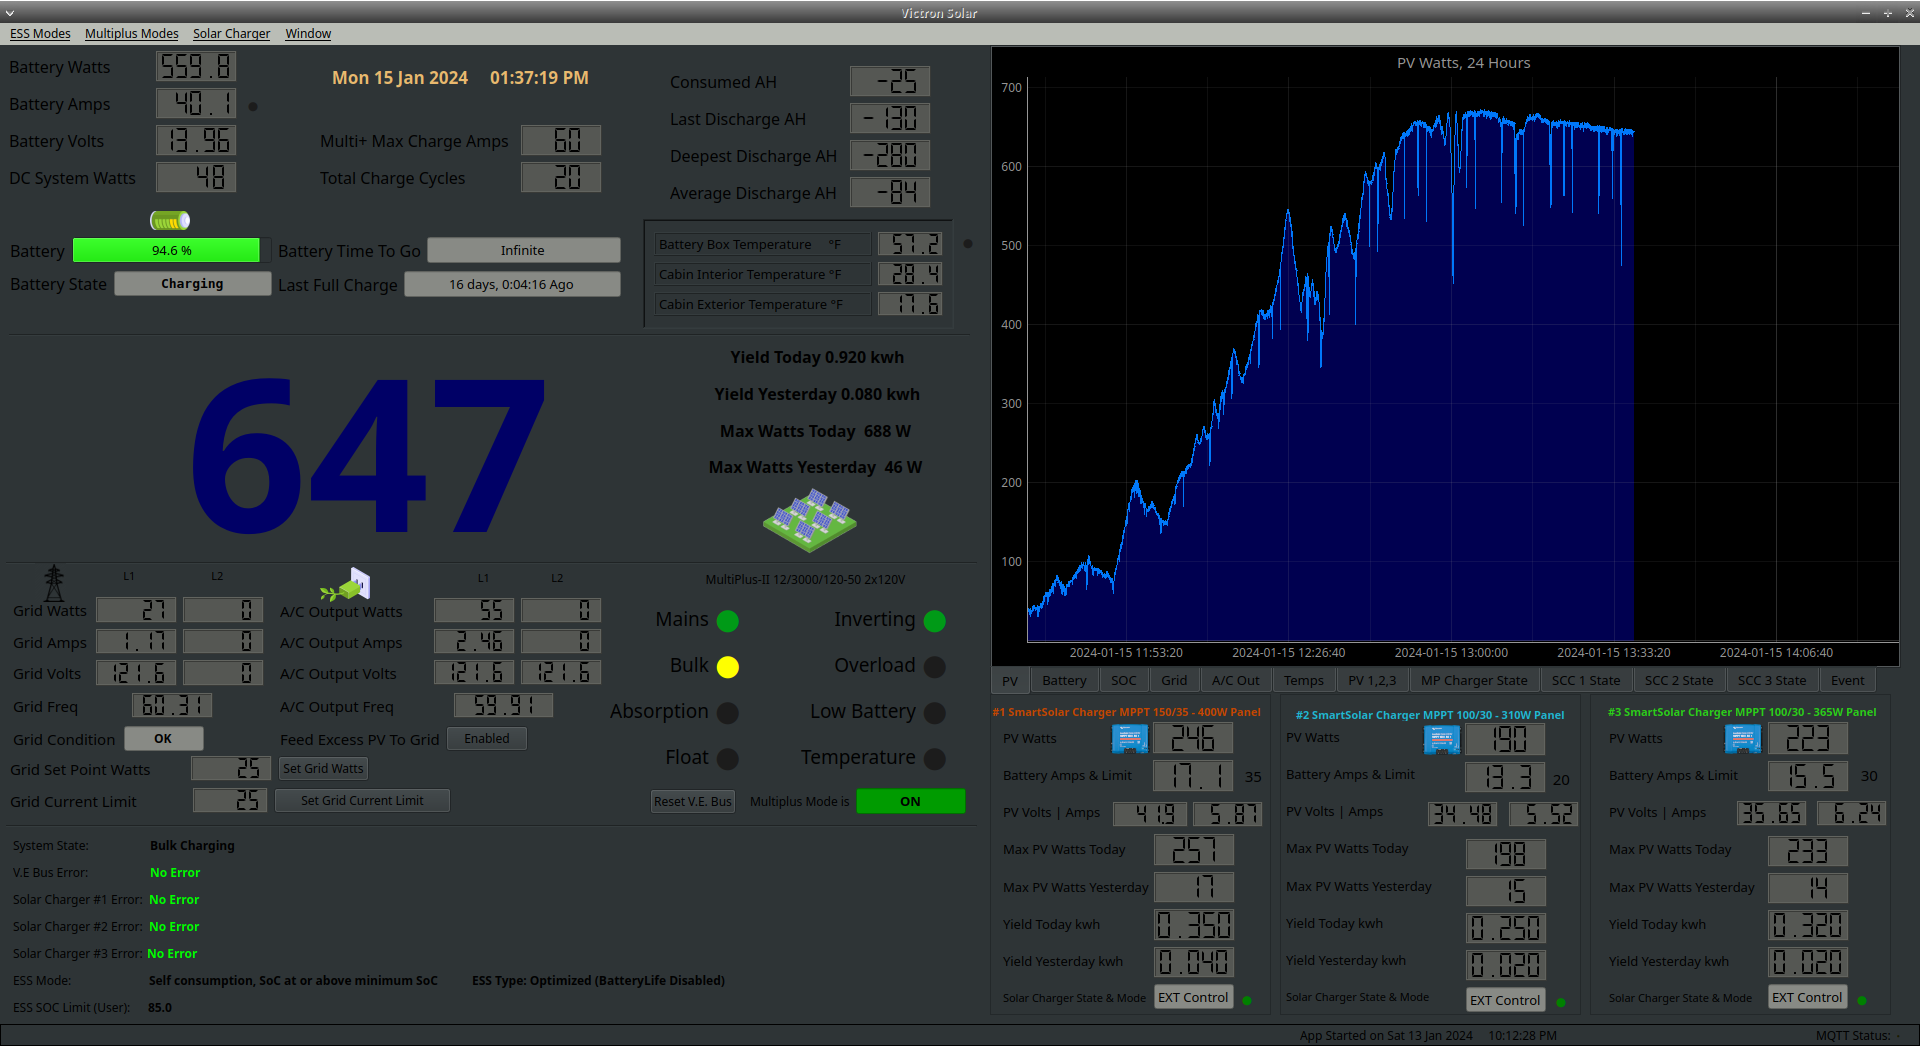 Victron Solar
ESS Modes Multiplus Modes Solar Charger Window
Battery Watts 559.8
Battery Amps 40.1
Battery Volts 13.96
DC System Watts 48
Mon 15 Jan 2024 01:37:19 PM
Multi+ Max Charge Amps 60
Total Charge Cycles 20
Consumed AH -25
Last Discharge AH -130
Deepest Discharge AH -280
Average Discharge AH -84
Battery 94.6 % Battery Time To Go Infinite
Battery State Charging Last Full Charge 16 days, 0:04:16 Ago
Battery Box Temperature °F 57.2
Cabin Interior Temperature °F 28.4
Cabin Exterior Temperature °F 17.6
647
Yield Today 0.920 kwh
Yield Yesterday 0.080 kwh
Max Watts Today 688 W
Max Watts Yesterday 46 W
L1 L2
Grid Watts 27 0
Grid Amps 1.17 0
Grid Volts 121.6 0
Grid Freq 60.31
Grid Condition OK
Grid Set Point Watts 25 Set Grid Watts
Grid Current Limit 25 Set Grid Current Limit
L1 L2
A/C Output Watts 55 0
A/C Output Amps 2.46 0
A/C Output Volts 121.6 121.6
A/C Output Freq 59.91
Feed Excess PV To Grid Enabled
MultiPlus-II 12/3000/120-50 2x120V
Mains Inverting
Bulk Overload
Absorption Low Battery
Float Temperature
Reset V.E. Bus Multiplus Mode is ON
System State: Bulk Charging
V.E Bus Error: No Error
Solar Charger #1 Error: No Error
Solar Charger #2 Error: No Error
Solar Charger #3 Error: No Error
ESS Mode: Self consumption, SoC at or above minimum SoC ESS Type: Optimized (BatteryLife Disabled)
ESS SOC Limit (User): 85.0
PV Watts, 24 Hours
700
600
500
400
300
200
100
2024-01-15 11:53:20 2024-01-15 12:26:40 2024-01-15 13:00:00 2024-01-15 13:33:20 2024-01-15 14:06:40
PV Battery SOC Grid A/C Out Temps PV 1,2,3 MP Charger State SCC 1 State SCC 2 State SCC 3 State Event
#1 SmartSolar Charger MPPT 150/35 - 400W Panel
PV Watts 246
Battery Amps & Limit 17.1 35
PV Volts | Amps 41.9 5.87
Max PV Watts Today 257
Max PV Watts Yesterday 17
Yield Today kwh 0.350
Yield Yesterday kwh 0.040
Solar Charger State & Mode EXT Control
#2 SmartSolar Charger MPPT 100/30 - 310W Panel
PV Watts 190
Battery Amps & Limit 13.3 20
PV Volts | Amps 34.48 5.52
Max PV Watts Today 198
Max PV Watts Yesterday 15
Yield Today kwh 0.250
Yield Yesterday kwh 0.020
Solar Charger State & Mode EXT Control
#3 SmartSolar Charger MPPT 100/30 - 365W Panel
PV Watts 223
Battery Amps & Limit 15.5 30
PV Volts | Amps 35.65 6.24
Max PV Watts Today 233
Max PV Watts Yesterday 14
Yield Today kwh 0.320
Yield Yesterday kwh 0.020
Solar Charger State & Mode EXT Control
App Started on Sat 13 Jan 2024 10:12:28 PM
MQTT Status: